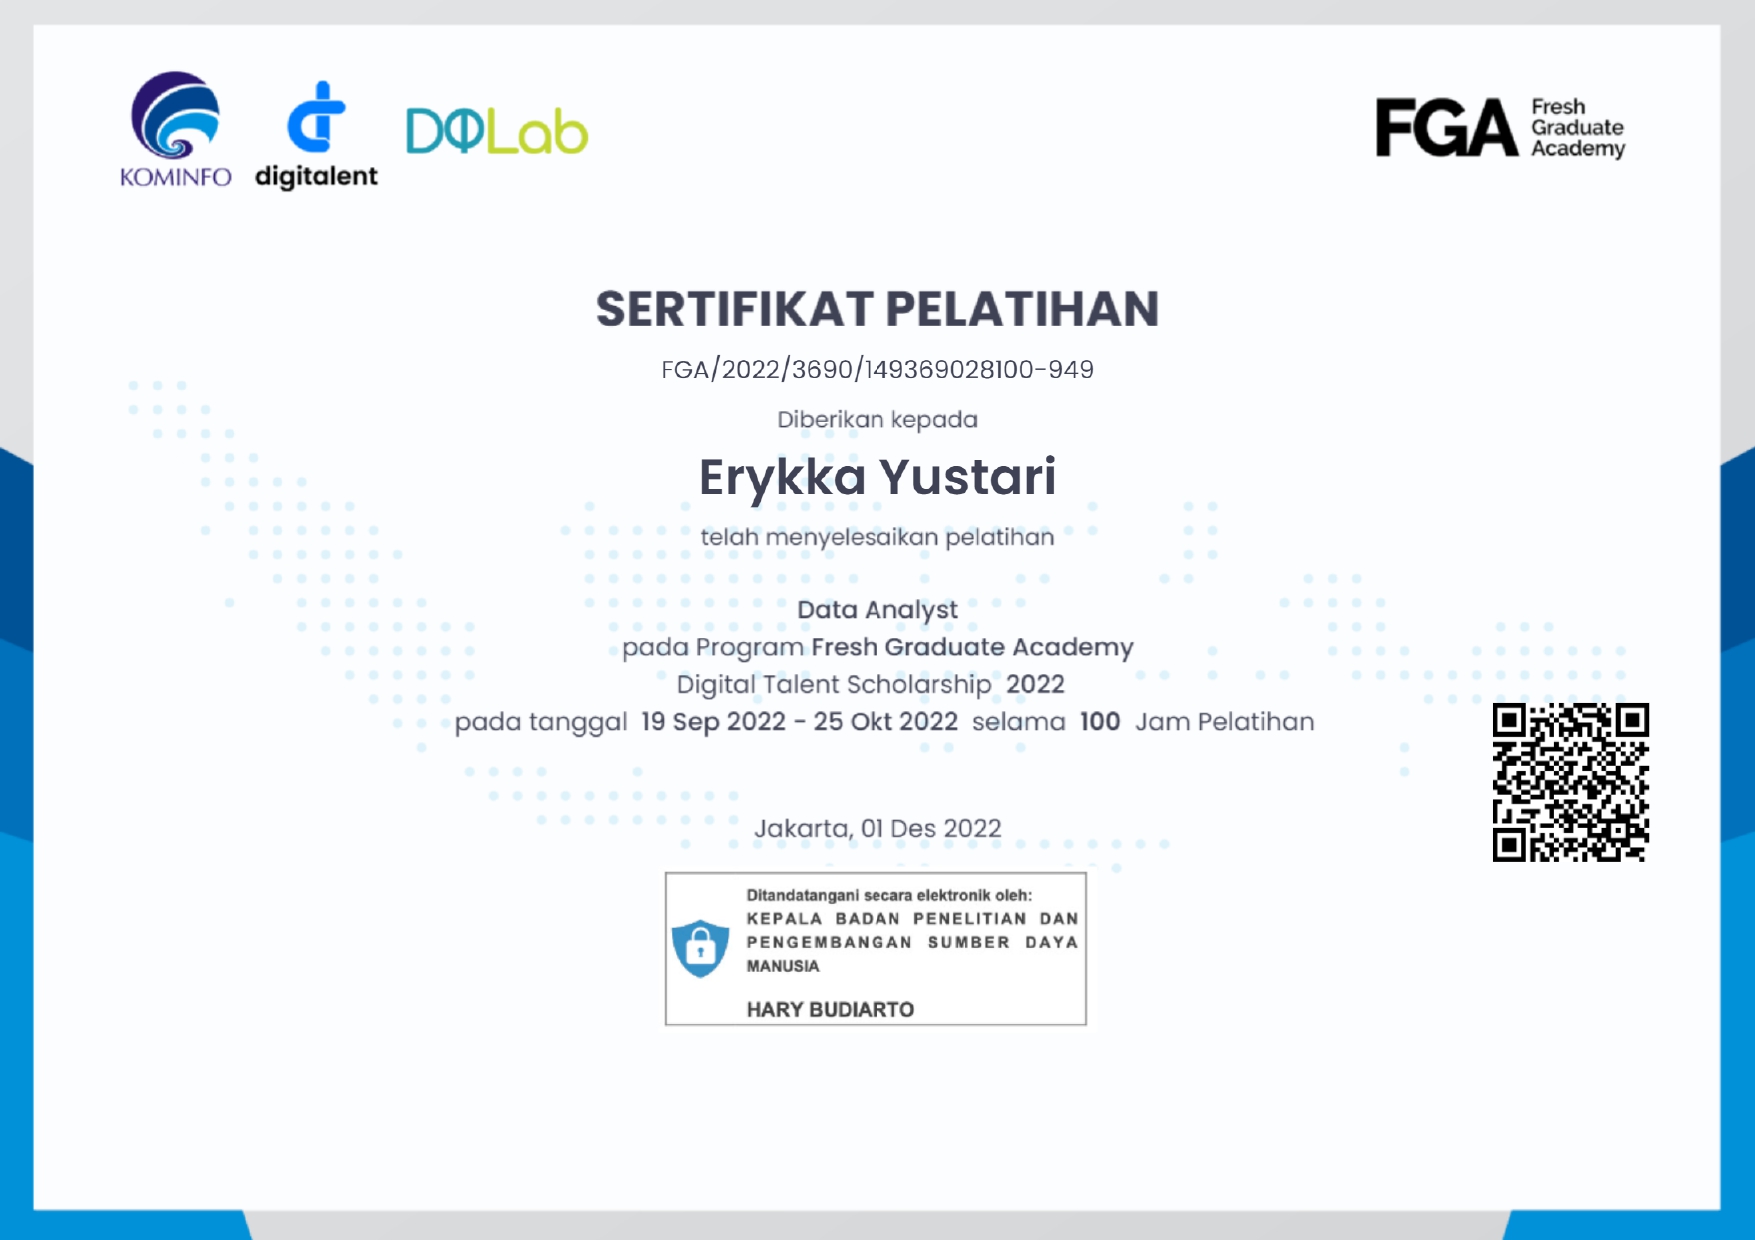 KOMINFO
digitalent
DQLab
FGA
Fresh
Graduate
Academy
SERTIFIKAT PELATIHAN
FGA/2022/3690/149369028100-949
Diberikan kepada
Erykka Yustari
telah menyelesaikan pelatihan
Data Analyst
pada Program Fresh Graduate Academy
Digital Talent Scholarship 2022
pada tanggal 19 Sep 2022 - 25 Okt 2022 selama 100 Jam Pelatihan
Jakarta, 01 Des 2022
Ditandatangani secara elektronik oleh:
KEPALA BADAN PENELITIAN DAN
PENGEMBANGAN SUMBER DAYA
MANUSIA
HARY BUDIARTO